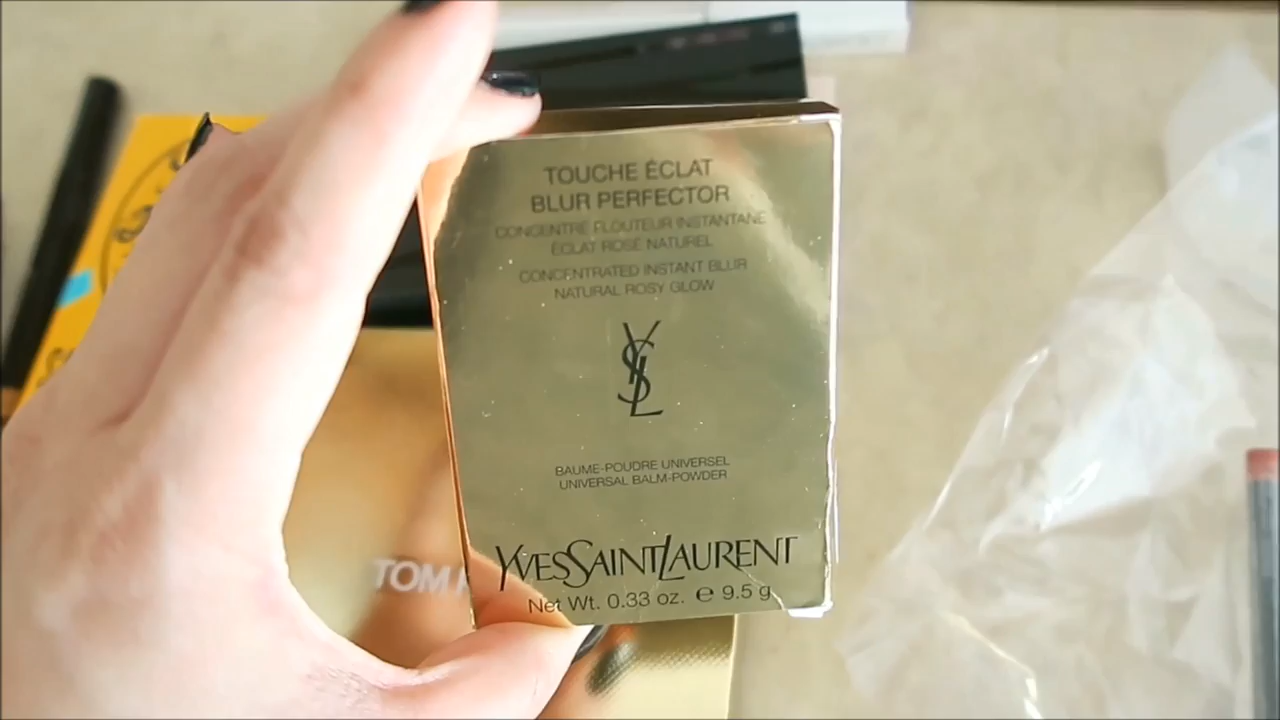 TOUCHE ÉCLAT
BLUR PERFECTOR
CONCENTRÉ FLOUTEUR INSTANTANÉ
ÉCLAT ROSÉ NATUREL
CONCENTRATED INSTANT BLUR
NATURAL ROSY GLOW
YSL
BAUME-POUDRE UNIVERSEL
UNIVERSAL BALM-POWDER
YVESSAINTLAURENT
Net Wt. 0.33 oz. ℮ 9.5 g
TOM